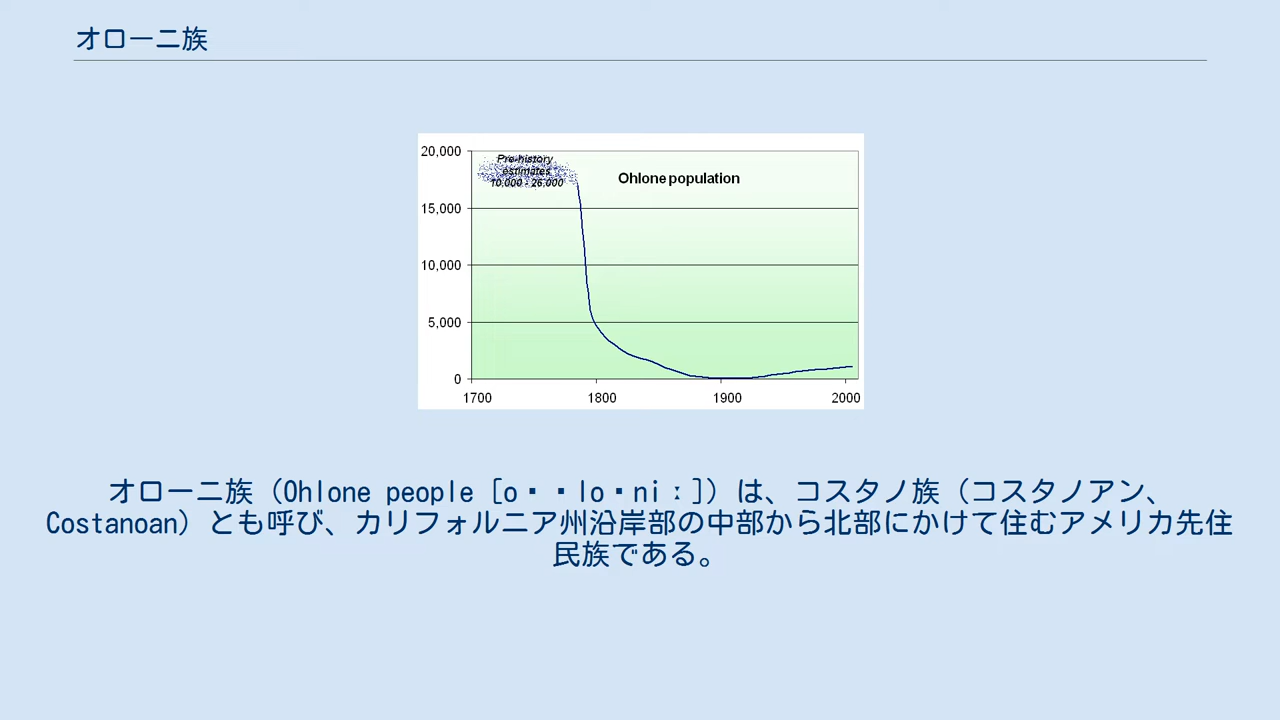 オローニ族
20,000
Pre-history
estimates
10.000 - 26.000
Ohlone population
15,000
10,000
5,000
0
1700 1800 1900 2000
オローニ族（Ohlone people [o・・lo・niː]）は、コスタノ族（コスタノアン、
Costanoan）とも呼び、カリフォルニア州沿岸部の中部から北部にかけて住むアメリカ先住
民族である。